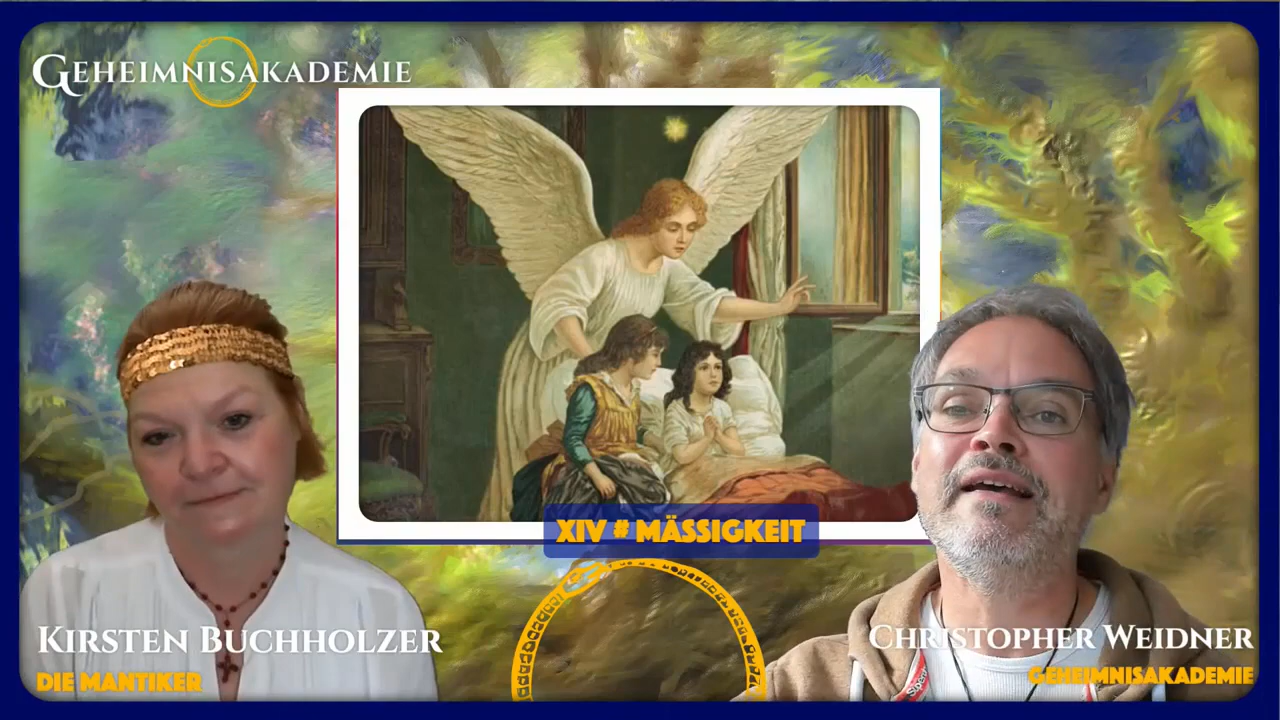 GEHEIMNISAKADEMIE
XIV # MÄSSIGKEIT
KIRSTEN BUCHHOLZER
DIE MANTIKER
CHRISTOPHER WEIDNER
GEHEIMNISAKADEMIE